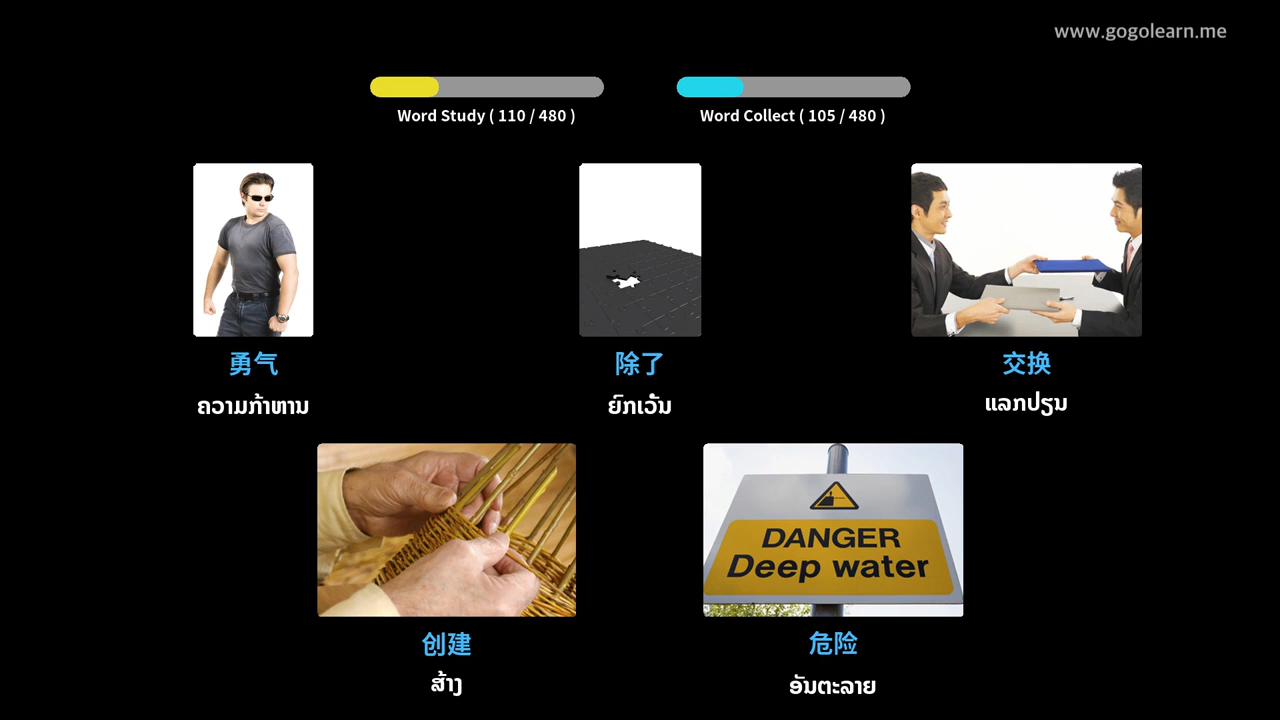 www.gogolearn.me
Word Study ( 110 / 480 )
Word Collect ( 105 / 480 )
勇气
ຄວາມກ້າຫານ
除了
ຍົກເວັ້ນ
交换
ແລກປຽນ
DANGER
Deep water
创建
ສ້າງ
危险
ອັນຕະລາຍ